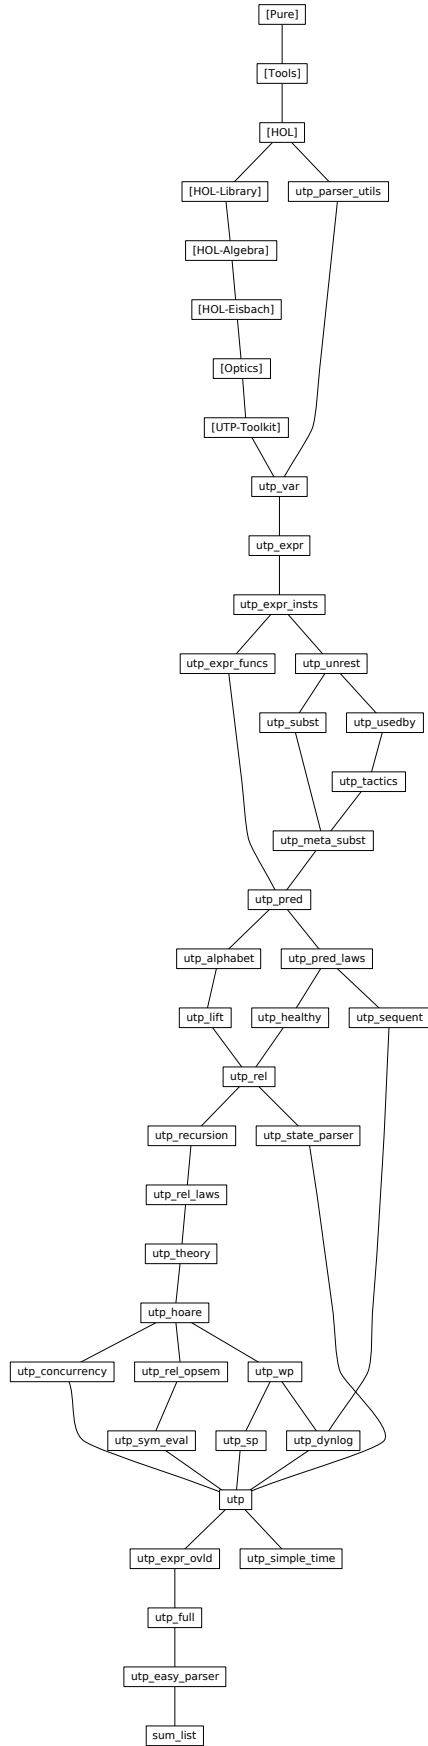 [Pure]
[Tools]
[HOL]
[HOL-Library]
utp_parser_utils
[HOL-Algebra]
[HOL-Eisbach]
[Optics]
[UTP-Toolkit]
utp_var
utp_expr
utp_expr_insts
utp_expr_funcs
utp_unrest
utp_subst
utp_usedby
utp_tactics
utp_meta_subst
utp_pred
utp_alphabet
utp_pred_laws
utp_lift
utp_healthy
utp_sequent
utp_rel
utp_recursion
utp_state_parser
utp_rel_laws
utp_theory
utp_hoare
utp_concurrency
utp_rel_opsem
utp_wp
utp_sym_eval
utp_sp
utp_dynlog
utp
utp_expr_ovld
utp_simple_time
utp_full
utp_easy_parser
sum_list